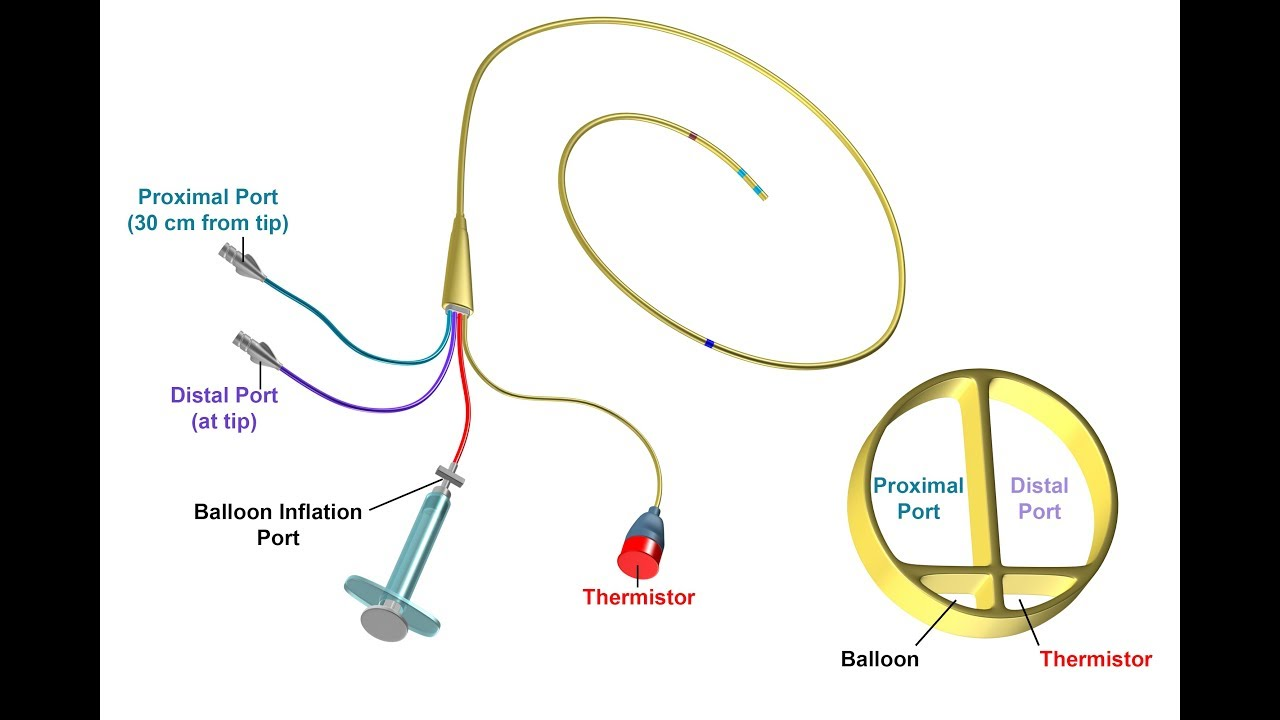 Proximal Port
(30 cm from tip)
Distal Port
(at tip)
Balloon Inflation
Port
Thermistor
Proximal
Port
Distal
Port
Balloon
Thermistor